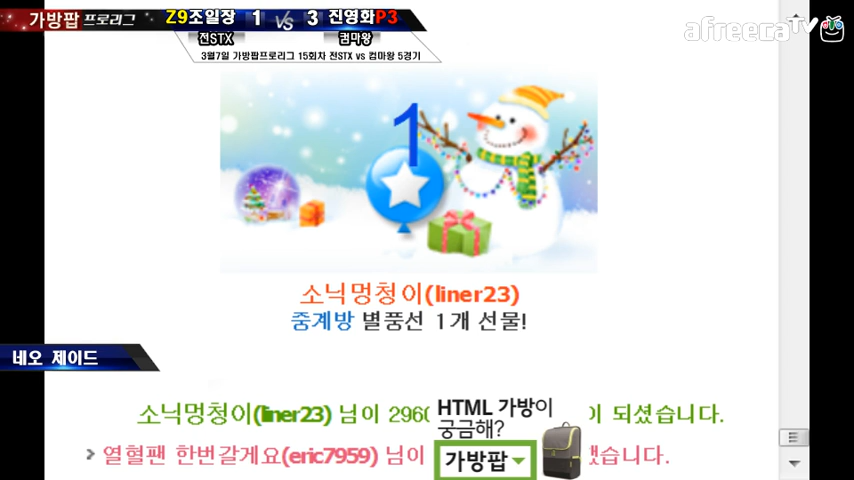 가방팝 프로리그 Z9조일장 1 VS 3 진영화P3
전STX 컴마왕
3월7일 가방팝프로리그 15회차 전STX vs 컴마왕 5경기
afreecaTV
1
소닉멍청이(liner23)
중계방 별풍선 1개 선물!
네오 제이드
소닉멍청이(liner23) 님이 2960 이 되셨습니다.
HTML 가방이
궁금해?
열혈팬 한번갈게요(eric7959) 님이 습니다.
가방팝